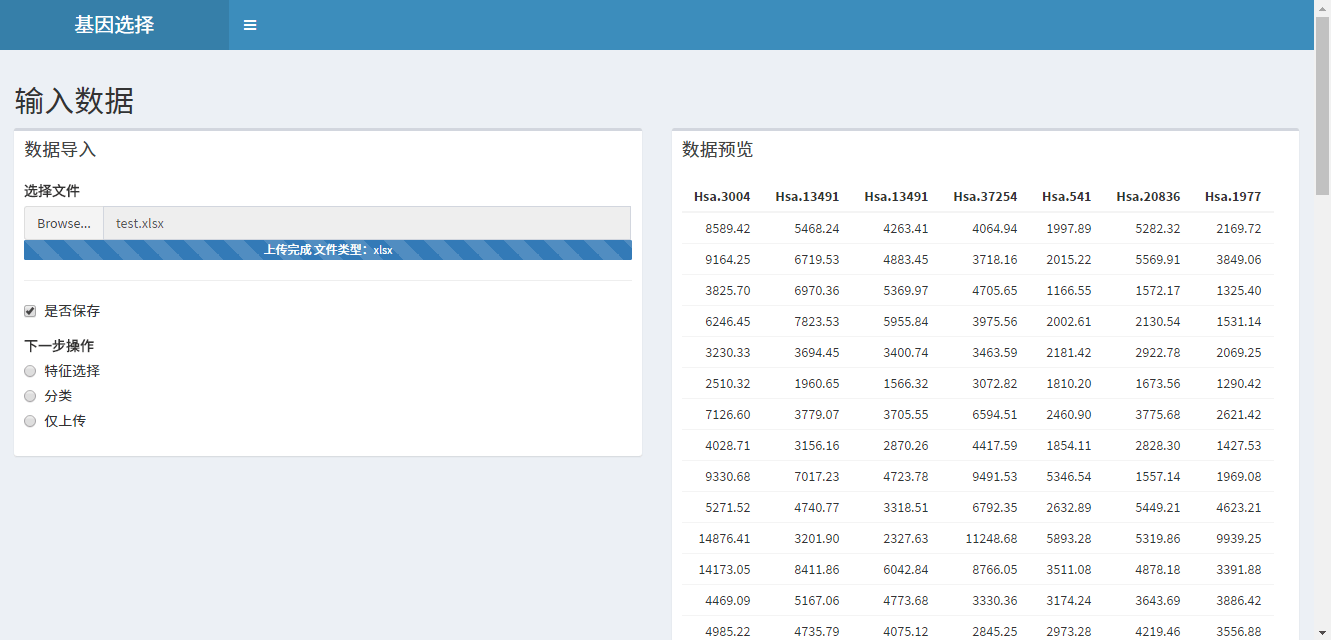 基因选择
输入数据
数据导入
选择文件
Browse... test.xlsx
上传完成 文件类型：xlsx
是否保存
下一步操作
特征选择
分类
仅上传
数据预览
Hsa.3004 Hsa.13491 Hsa.13491 Hsa.37254 Hsa.541 Hsa.20836 Hsa.1977
8589.42 5468.24 4263.41 4064.94 1997.89 5282.32 2169.72
9164.25 6719.53 4883.45 3718.16 2015.22 5569.91 3849.06
3825.70 6970.36 5369.97 4705.65 1166.55 1572.17 1325.40
6246.45 7823.53 5955.84 3975.56 2002.61 2130.54 1531.14
3230.33 3694.45 3400.74 3463.59 2181.42 2922.78 2069.25
2510.32 1960.65 1566.32 3072.82 1810.20 1673.56 1290.42
7126.60 3779.07 3705.55 6594.51 2460.90 3775.68 2621.42
4028.71 3156.16 2870.26 4417.59 1854.11 2828.30 1427.53
9330.68 7017.23 4723.78 9491.53 5346.54 1557.14 1969.08
5271.52 4740.77 3318.51 6792.35 2632.89 5449.21 4623.21
14876.41 3201.90 2327.63 11248.68 5893.28 5319.86 9939.25
14173.05 8411.86 6042.84 8766.05 3511.08 4878.18 3391.88
4469.09 5167.06 4773.68 3330.36 3174.24 3643.69 3886.42
4985.22 4735.79 4075.12 2845.25 2973.28 4219.46 3556.88